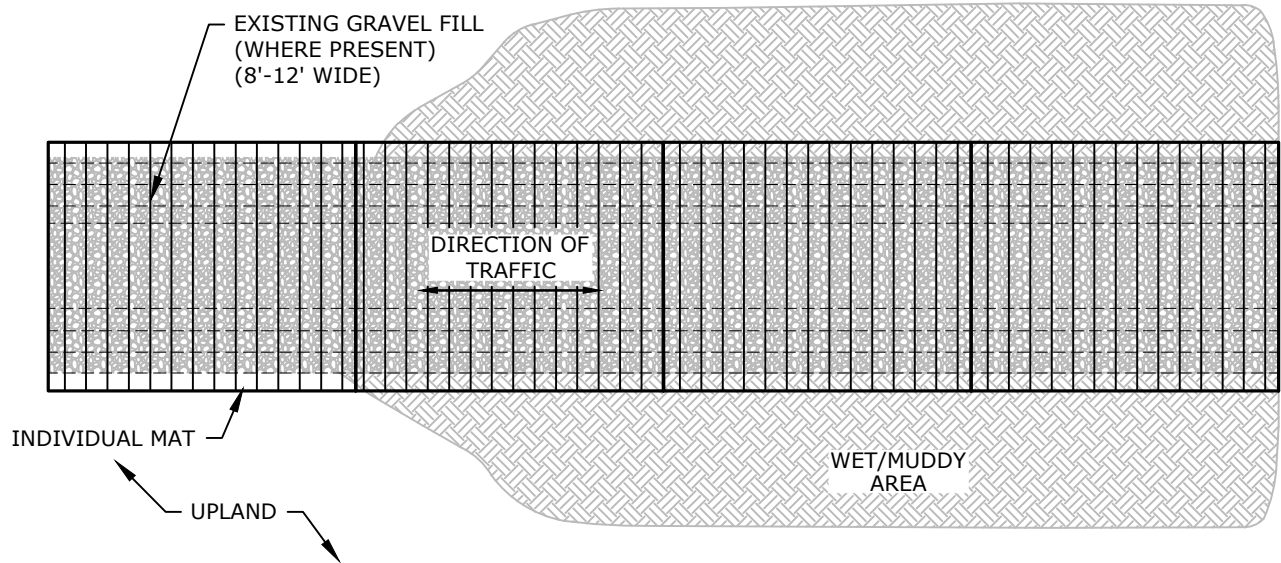 EXISTING GRAVEL FILL
(WHERE PRESENT)
(8'-12' WIDE)
DIRECTION OF
TRAFFIC
INDIVIDUAL MAT
WET/MUDDY
AREA
UPLAND